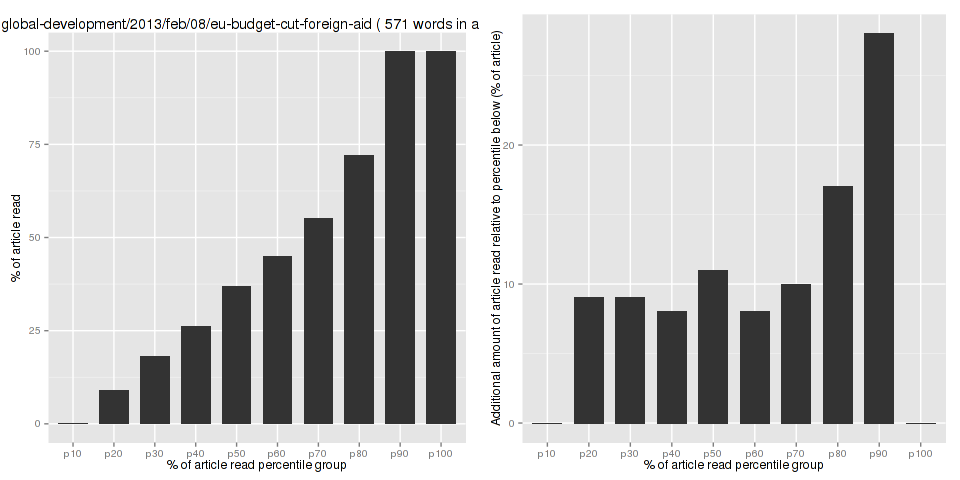 global-development/2013/feb/08/eu-budget-cut-foreign-aid ( 571 words in a
% of article read
100
75
50
25
0
p10 p20 p30 p40 p50 p60 p70 p80 p90 p100
% of article read percentile group
Additional amount of article read relative to percentile below (% of article)
20
10
0
p10 p20 p30 p40 p50 p60 p70 p80 p90 p100
% of article read percentile group